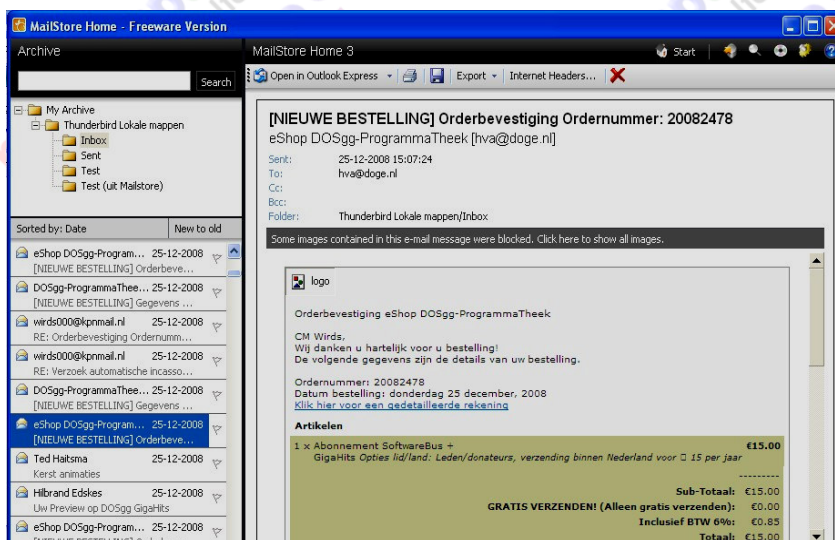 MailStore Home - Freeware Version
Archive
Search
My Archive
Thunderbird Lokale mappen
Inbox
Sent
Test
Test (uit Mailstore)
Sorted by: Date New to old
eShop DOSgg-Program... 25-12-2008
[NIEUWE BESTELLING] Orderbeve...
DOSgg-ProgrammaThee... 25-12-2008
[NIEUWE BESTELLING] Gegevens ...
wirds000@kpnmail.nl 25-12-2008
RE: Orderbevestiging Ordernumm...
wirds000@kpnmail.nl 25-12-2008
RE: Verzoek automatische incasso...
DOSgg-ProgrammaThee... 25-12-2008
[NIEUWE BESTELLING] Gegevens ...
eShop DOSgg-Program... 25-12-2008
[NIEUWE BESTELLING] Orderbeve...
Ted Haitsma 25-12-2008
Kerst animaties
Hilbrand Edskes 25-12-2008
Uw Preview op DOSgg GigaHits
eShop DOSgg-Program... 25-12-2008
MailStore Home 3 Start
Open in Outlook Express Export Internet Headers...
[NIEUWE BESTELLING] Orderbevestiging Ordernummer: 20082478
eShop DOSgg-ProgrammaTheek [hva@doge.nl]
Sent: 25-12-2008 15:07:24
To: hva@doge.nl
Cc:
Bcc:
Folder: Thunderbird Lokale mappen/Inbox
Some images contained in this e-mail message were blocked. Click here to show all images.
logo
Orderbevestiging eShop DOSgg-ProgrammaTheek
CM Wirds,
Wij danken u hartelijk voor u bestelling!
De volgende gegevens zijn de details van uw bestelling.
Ordernummer: 20082478
Datum bestelling: donderdag 25 december, 2008
Klik hier voor een gedetailleerde rekening
Artikelen
1 x Abonnement SoftwareBus + €15.00
GigaHits Opties lid/land: Leden/donateurs, verzending binnen Nederland voor 15 per jaar
---------
Sub-Totaal: €15.00
GRATIS VERZENDEN! (Alleen gratis verzenden): €0.00
Inclusief BTW 6%: €0.85
Totaal: €15.00